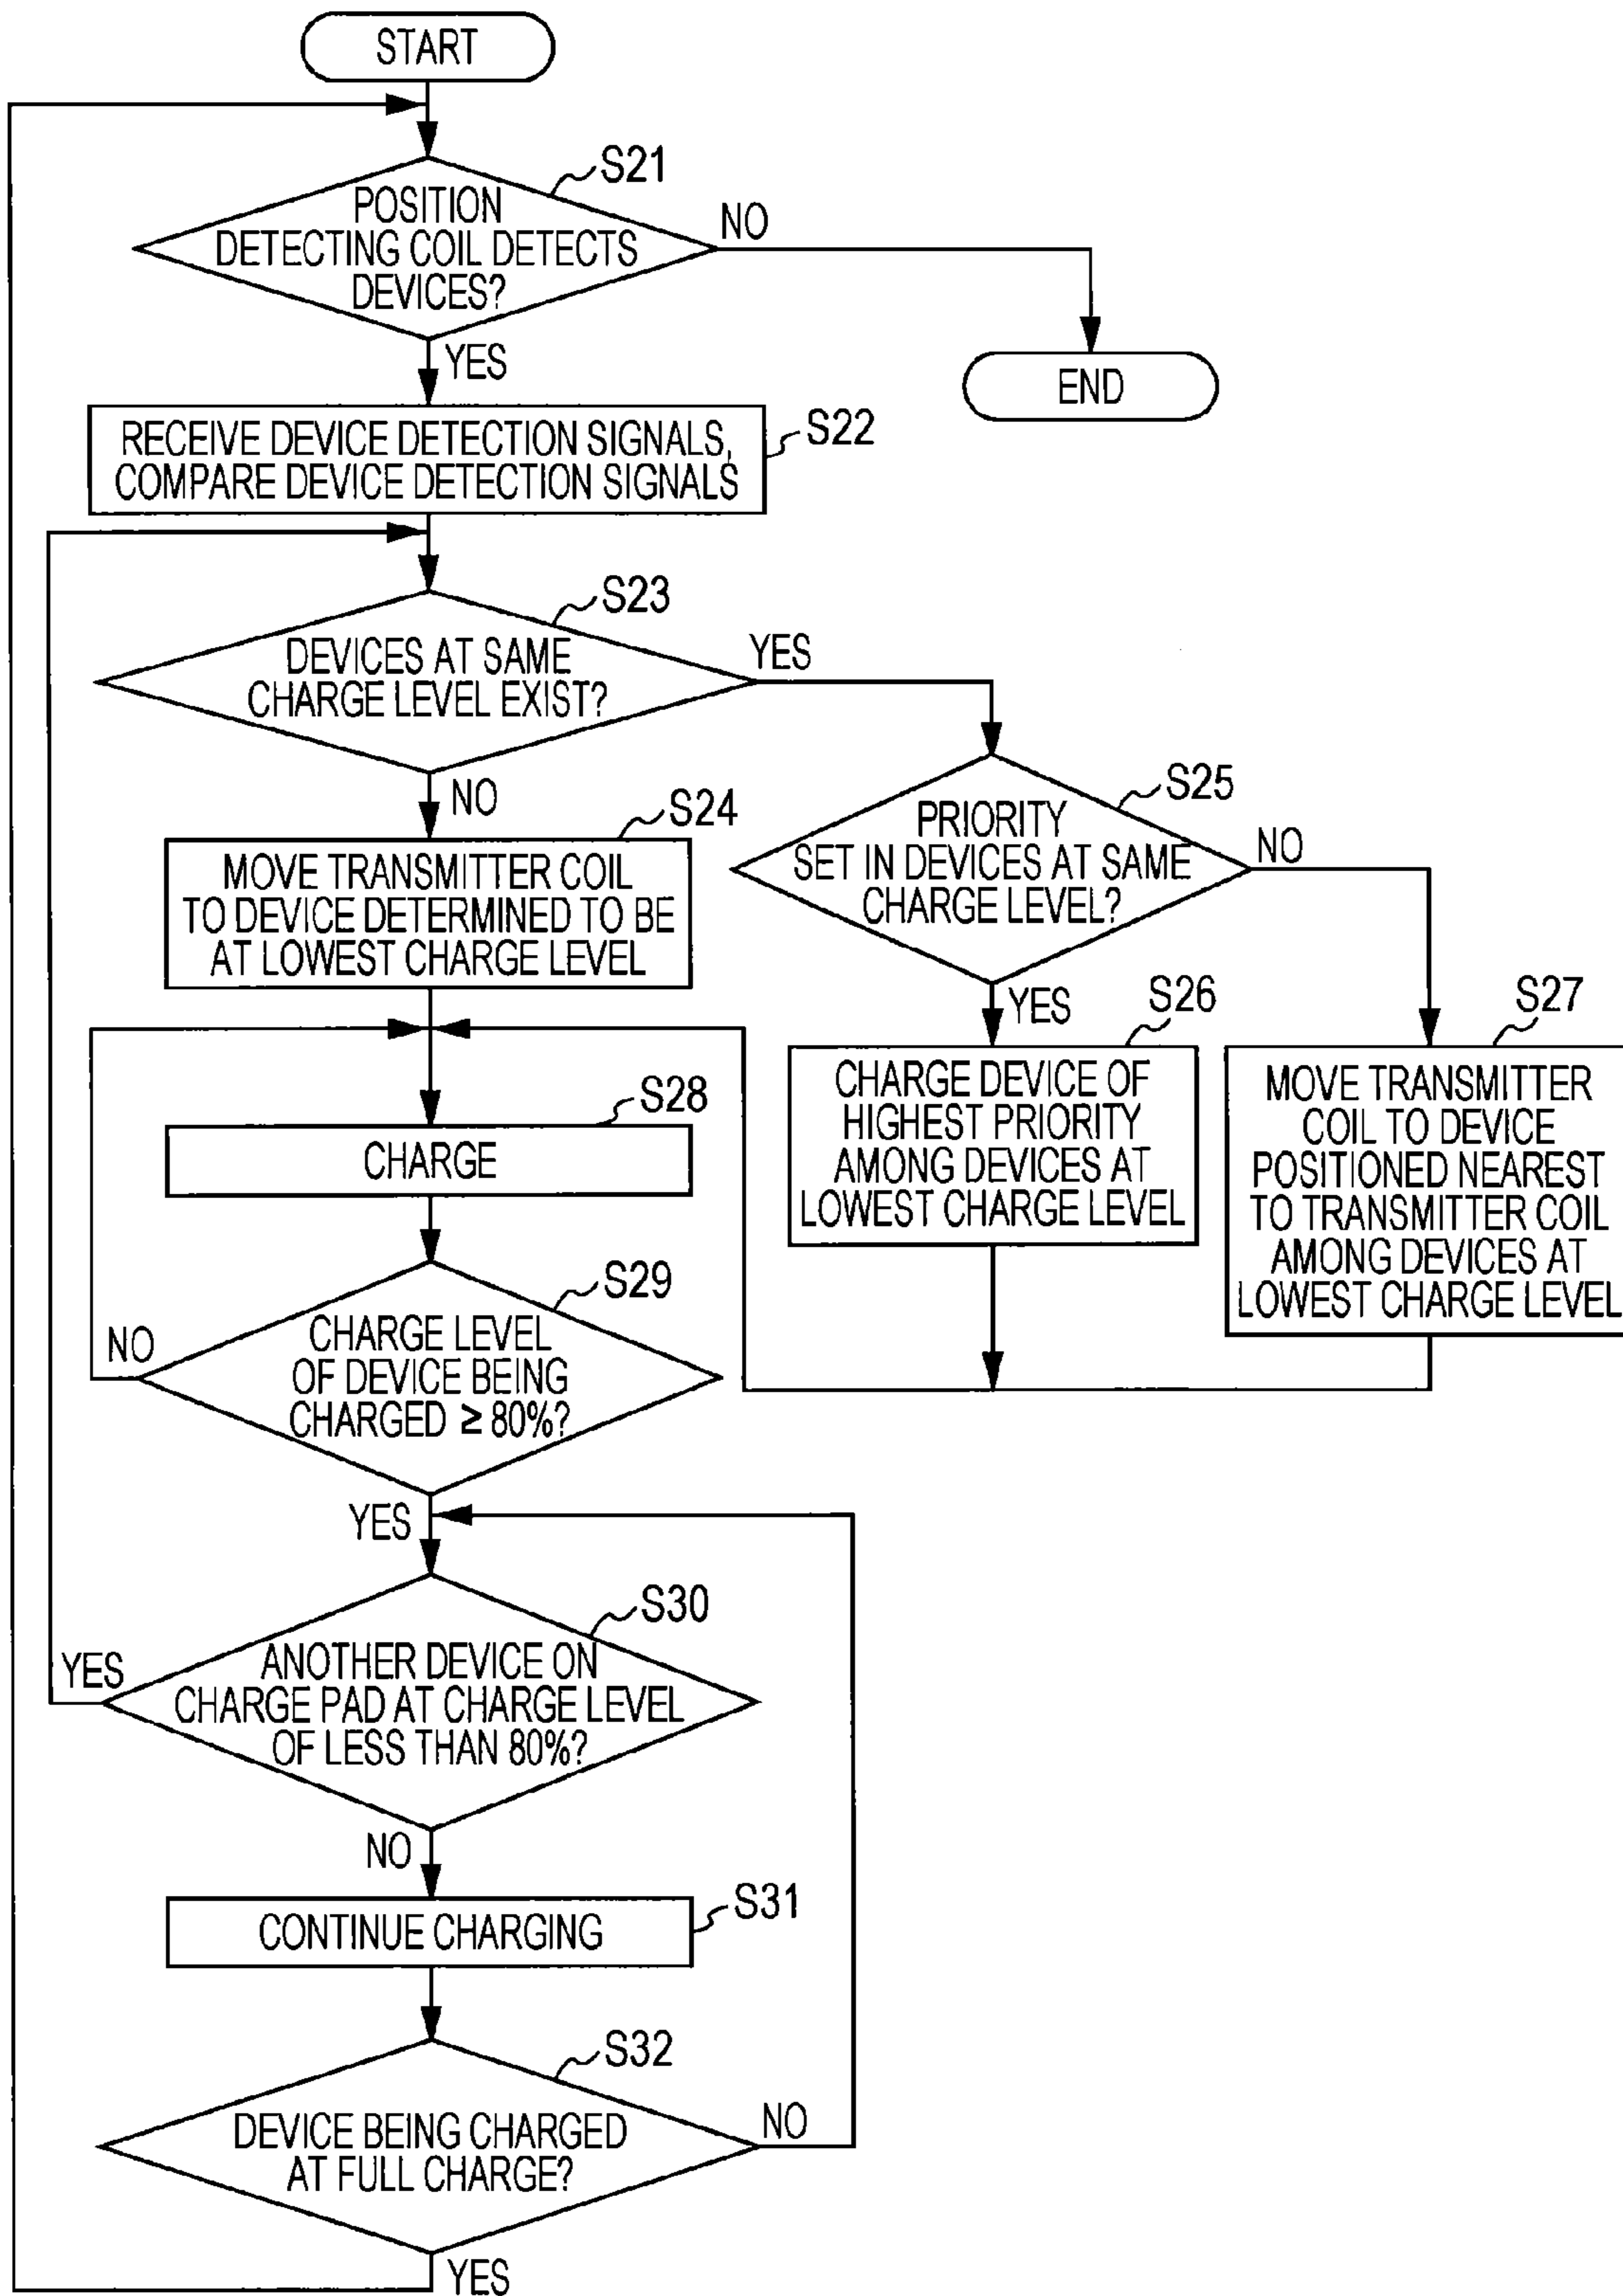 START
S21
POSITION
DETECTING COIL DETECTS
DEVICES?
NO
YES
END
S22
RECEIVE DEVICE DETECTION SIGNALS,
COMPARE DEVICE DETECTION SIGNALS
S23
DEVICES AT SAME
CHARGE LEVEL EXIST?
YES
NO
S24
MOVE TRANSMITTER COIL
TO DEVICE DETERMINED TO BE
AT LOWEST CHARGE LEVEL
S25
PRIORITY
SET IN DEVICES AT SAME
CHARGE LEVEL?
NO
YES
S26
CHARGE DEVICE OF
HIGHEST PRIORITY
AMONG DEVICES AT
LOWEST CHARGE LEVEL
S27
MOVE TRANSMITTER
COIL TO DEVICE
POSITIONED NEAREST
TO TRANSMITTER COIL
AMONG DEVICES AT
LOWEST CHARGE LEVEL
S28
CHARGE
S29
CHARGE LEVEL
OF DEVICE BEING
CHARGED ≥ 80%?
NO
YES
S30
ANOTHER DEVICE ON
CHARGE PAD AT CHARGE LEVEL
OF LESS THAN 80%?
YES
NO
S31
CONTINUE CHARGING
S32
DEVICE BEING CHARGED
AT FULL CHARGE?
NO
YES